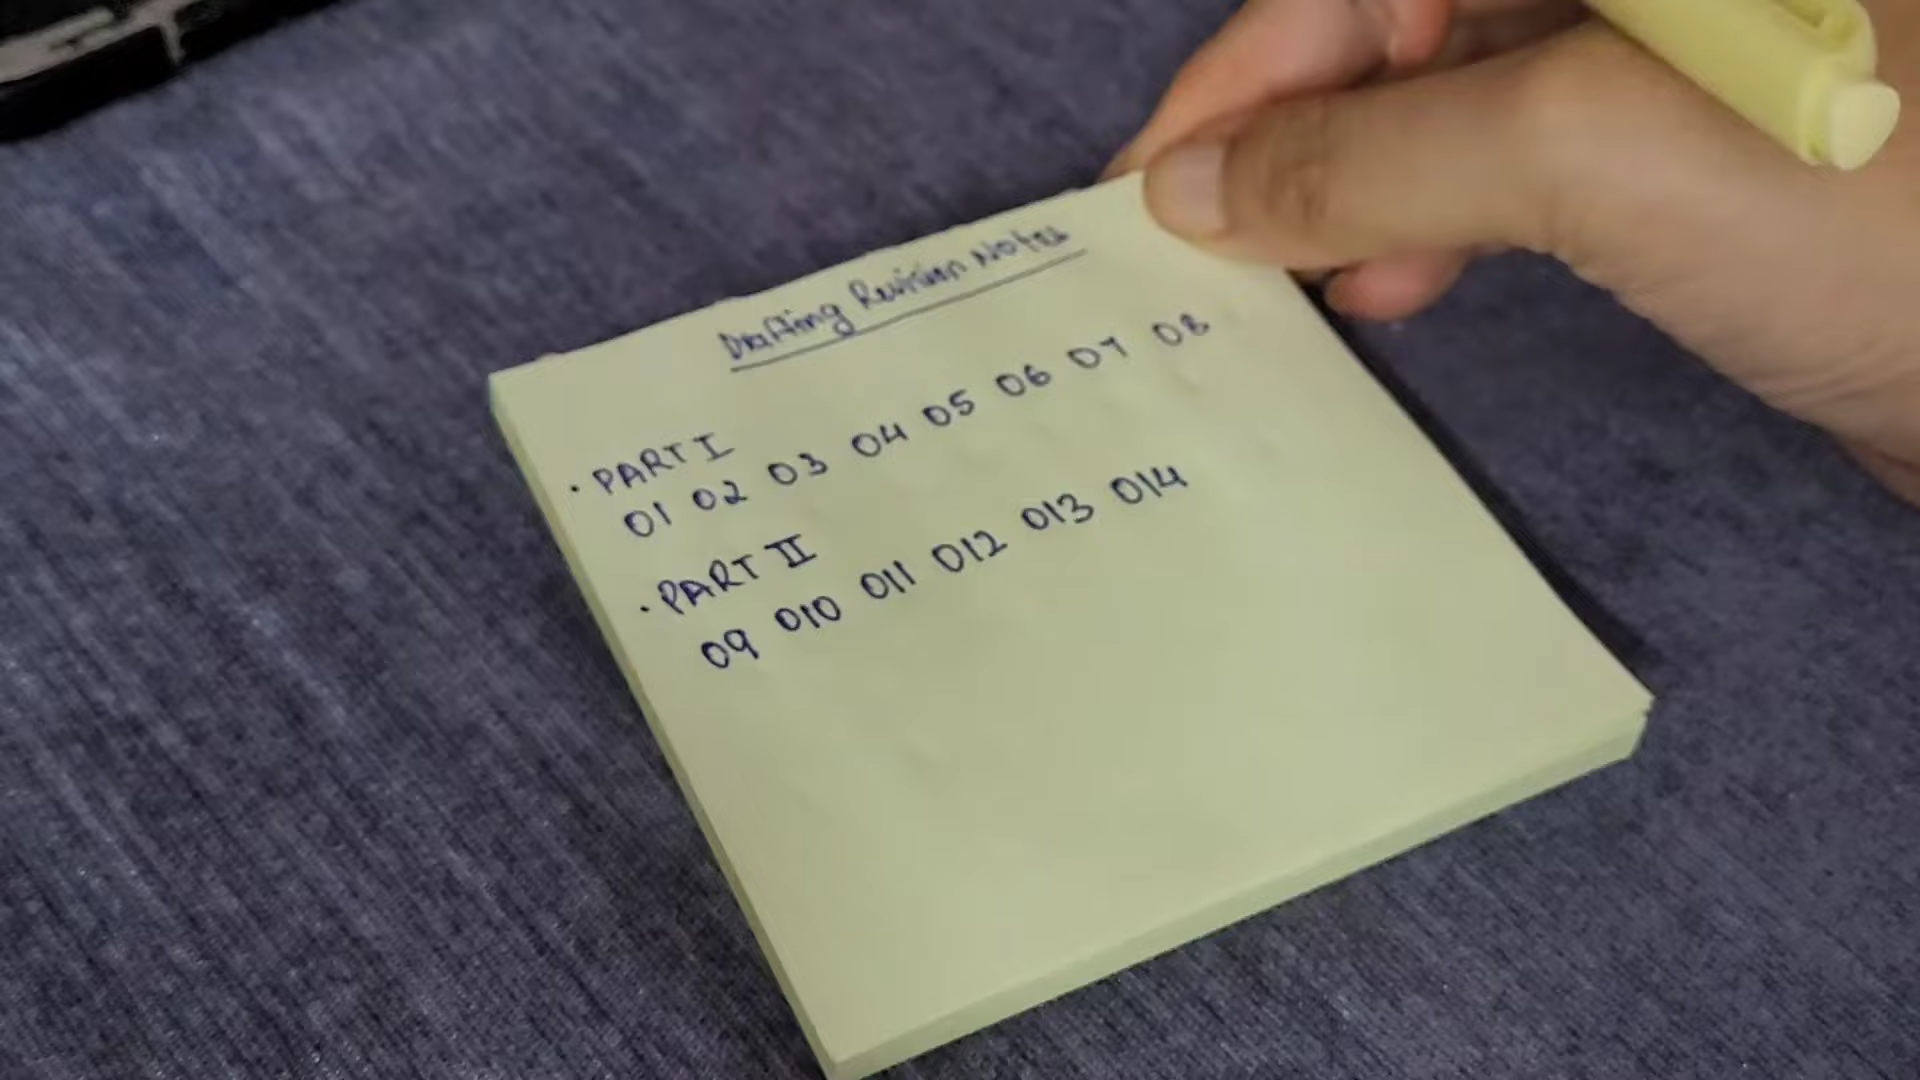 Drafting Revision Notes
· PART I
01 02 03 04 05 06 07 08
· PART II
09 010 011 012 013 014